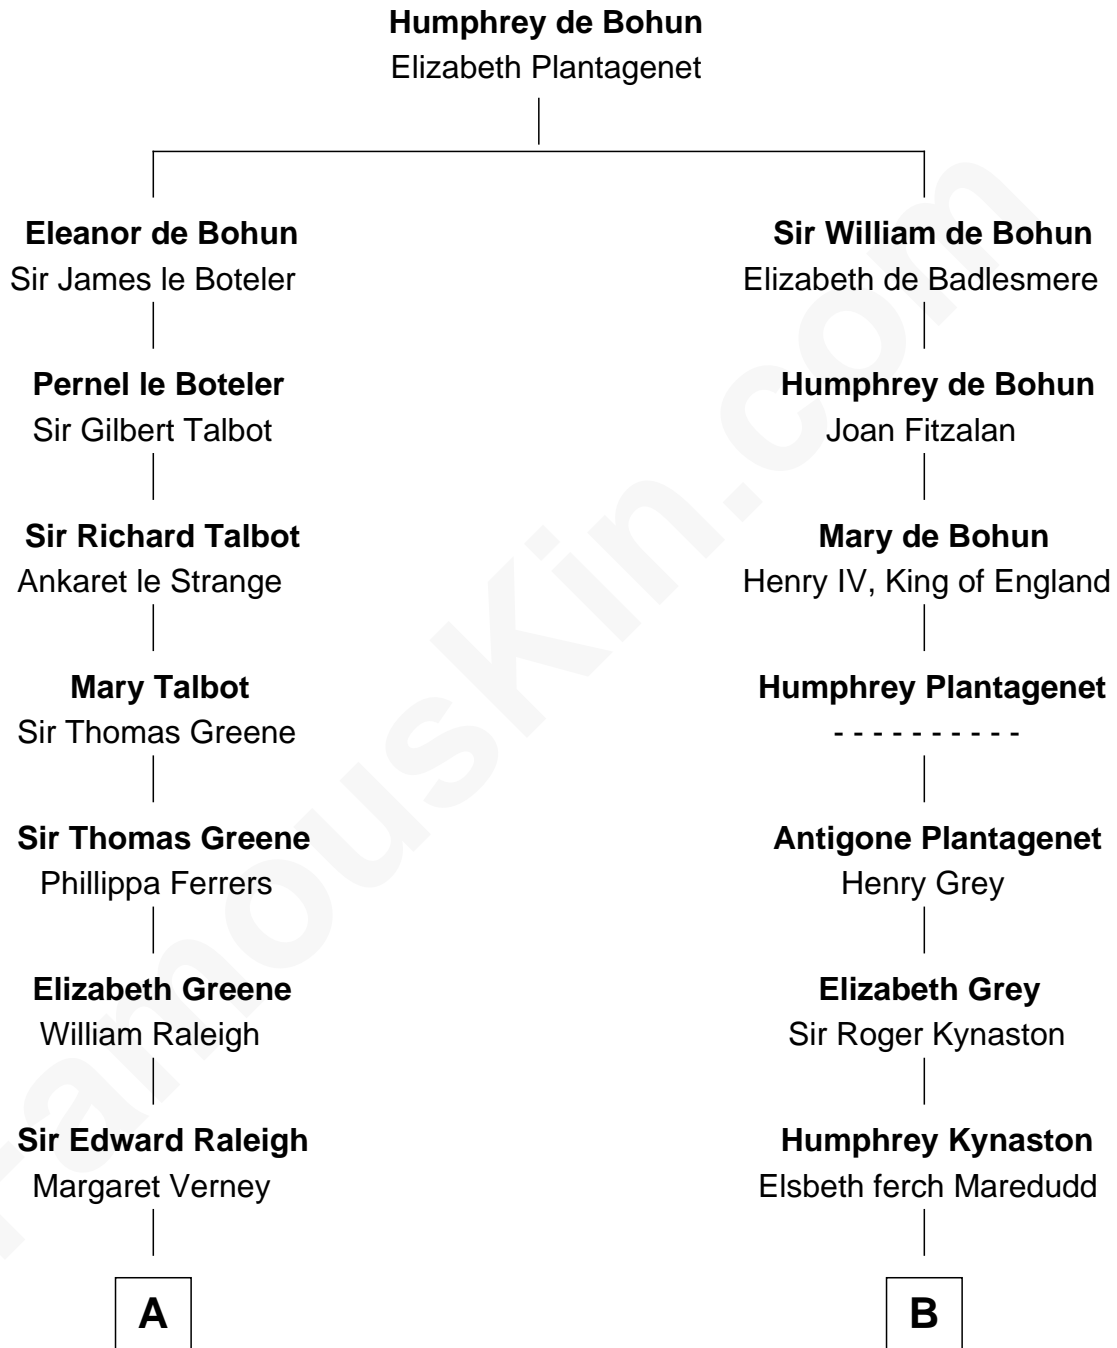 Humphrey de Bohun
Elizabeth Plantagenet
Eleanor de Bohun
Sir James le Boteler
Sir William de Bohun
Elizabeth de Badlesmere
Pernel le Boteler
Sir Gilbert Talbot
Humphrey de Bohun
Joan Fitzalan
Sir Richard Talbot
Ankaret le Strange
Mary de Bohun
Henry IV, King of England
Mary Talbot
Sir Thomas Greene
Humphrey Plantagenet
- - - - - - - - - -
Sir Thomas Greene
Phillippa Ferrers
Antigone Plantagenet
Henry Grey
Elizabeth Greene
William Raleigh
Elizabeth Grey
Sir Roger Kynaston
Sir Edward Raleigh
Margaret Verney
Humphrey Kynaston
Elsbeth ferch Maredudd
A
B
FamousKin.com